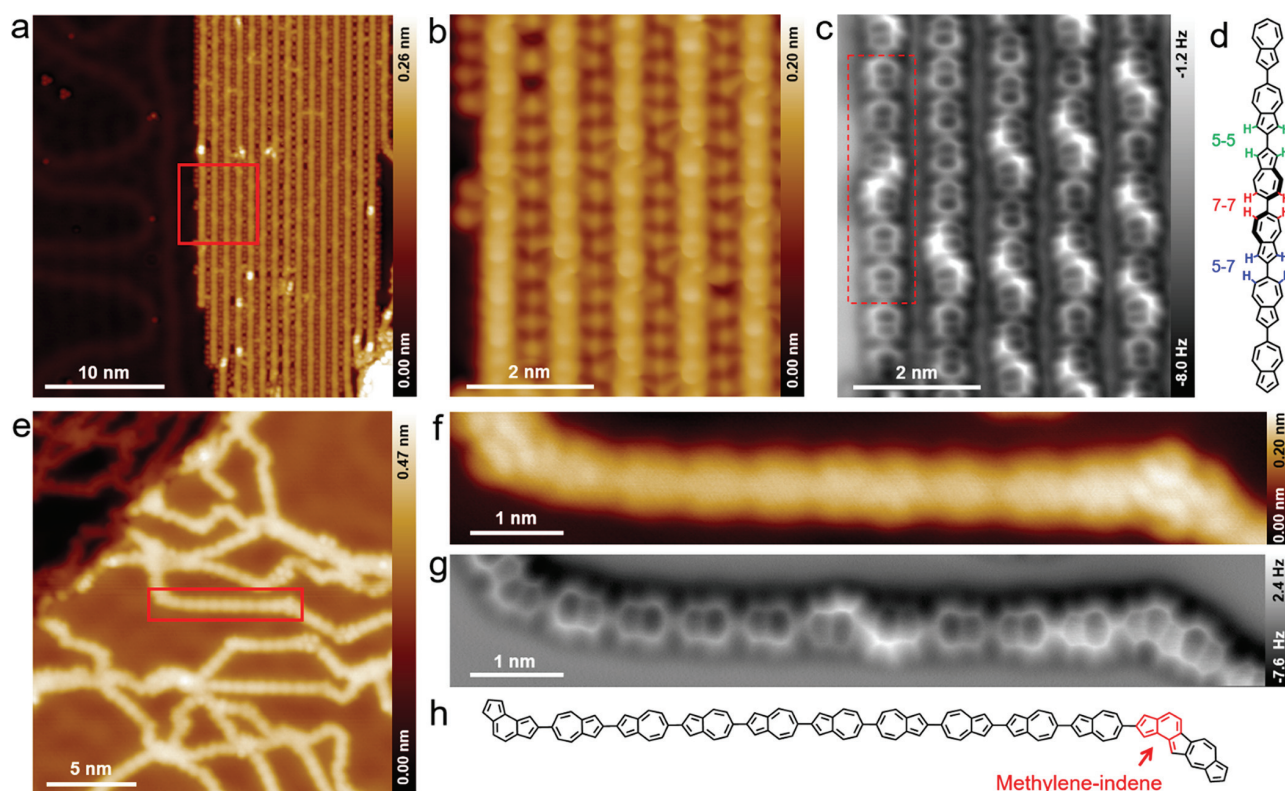 a
0.26 nm
0.00 nm
10 nm
b
0.20 nm
0.00 nm
2 nm
c
-1.2 Hz
-8.0 Hz
2 nm
d
H H
5-5
H H
H H
7-7
H H
H H
5-7
H H
e
0.47 nm
0.00 nm
5 nm
f
0.20 nm
0.00 nm
1 nm
g
2.4 Hz
-7.6 Hz
1 nm
h
Methylene-indene